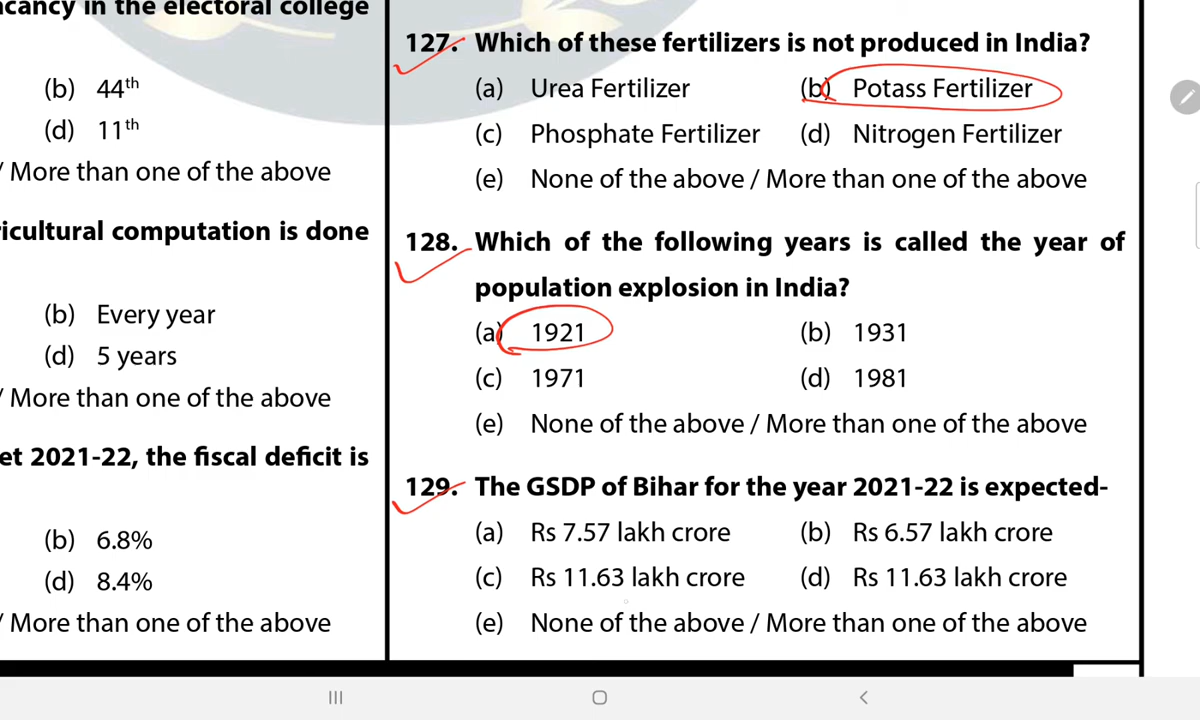 acancy in the electoral college
(b) 44th
(d) 11th
/ More than one of the above
ricultural computation is done
(b) Every year
(d) 5 years
/ More than one of the above
et 2021-22, the fiscal deficit is
(b) 6.8%
(d) 8.4%
/ More than one of the above
127. Which of these fertilizers is not produced in India?
(a) Urea Fertilizer (b) Potass Fertilizer
(c) Phosphate Fertilizer (d) Nitrogen Fertilizer
(e) None of the above / More than one of the above
128. Which of the following years is called the year of
population explosion in India?
(a) 1921 (b) 1931
(c) 1971 (d) 1981
(e) None of the above / More than one of the above
129. The GSDP of Bihar for the year 2021-22 is expected-
(a) Rs 7.57 lakh crore (b) Rs 6.57 lakh crore
(c) Rs 11.63 lakh crore (d) Rs 11.63 lakh crore
(e) None of the above / More than one of the above